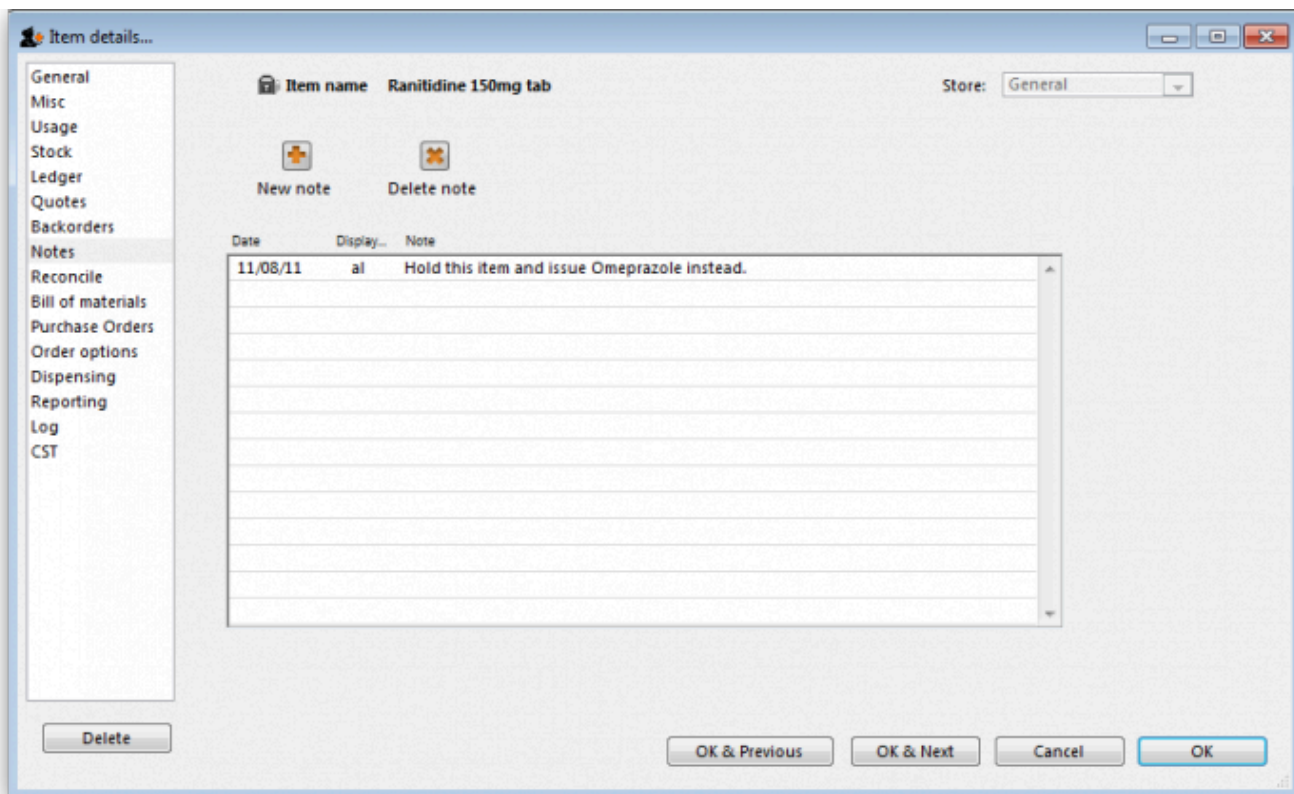 Item details...
General
Misc
Usage
Stock
Ledger
Quotes
Backorders
Notes
Reconcile
Bill of materials
Purchase Orders
Order options
Dispensing
Reporting
Log
CST
Delete
Item name Ranitidine 150mg tab
Store: General
New note Delete note
Date Display... Note
11/08/11 al Hold this item and issue Omeprazole instead.
OK & Previous OK & Next Cancel OK